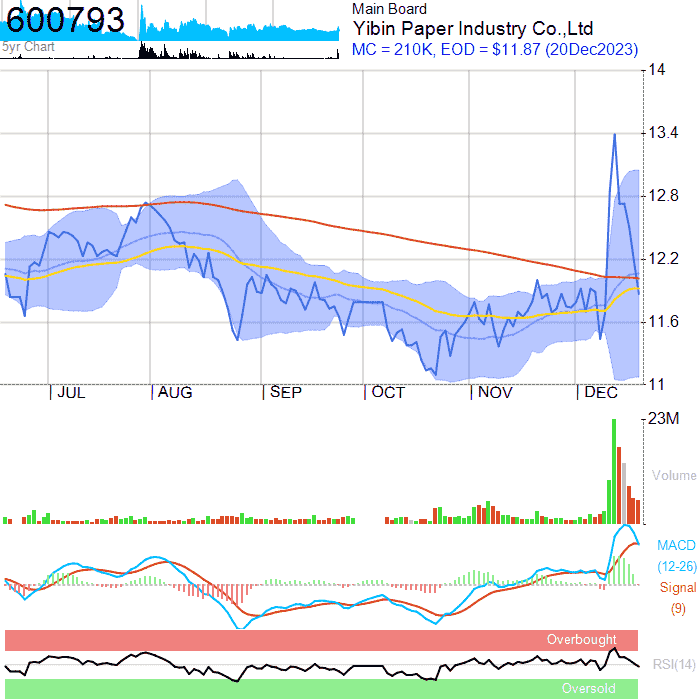 600793
5yr Chart
Main Board
Yibin Paper Industry Co.,Ltd
MC = 210K, EOD = $11.87 (20Dec2023)
14
13.4
12.8
12.2
11.6
11
JUL AUG SEP OCT NOV DEC
23M
Volume
MACD
(12-26)
Signal
(9)
Overbought
RSI(14)
Oversold